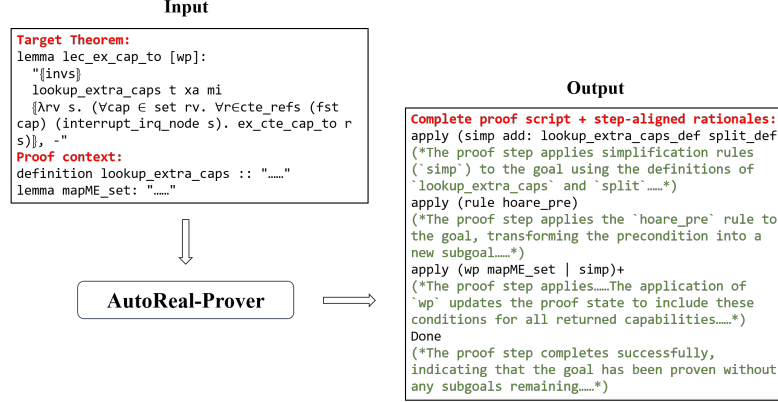 Input
Target Theorem:
lemma lec_ex_cap_to [wp]:
"⦃invs⦄
lookup_extra_caps t xa mi
⦃λrv s. (∀cap ∈ set rv. ∀r∈cte_refs (fst
cap) (interrupt_irq_node s). ex_cte_cap_to r
s)⦄, -"
Proof context:
definition lookup_extra_caps :: "……"
lemma mapME_set: "……"
AutoReal-Prover
Output
Complete proof script + step-aligned rationales:
apply (simp add: lookup_extra_caps_def split_def
(*The proof step applies simplification rules
(`simp`) to the goal using the definitions of
`lookup_extra_caps` and `split`……*)
apply (rule hoare_pre)
(*The proof step applies the `hoare_pre` rule to
the goal, transforming the precondition into a
new subgoal……*)
apply (wp mapME_set | simp)+
(*The proof step applies……The application of
`wp` updates the proof state to include these
conditions for all returned capabilities……*)
Done
(*The proof step completes successfully,
indicating that the goal has been proven without
any subgoals remaining……*)